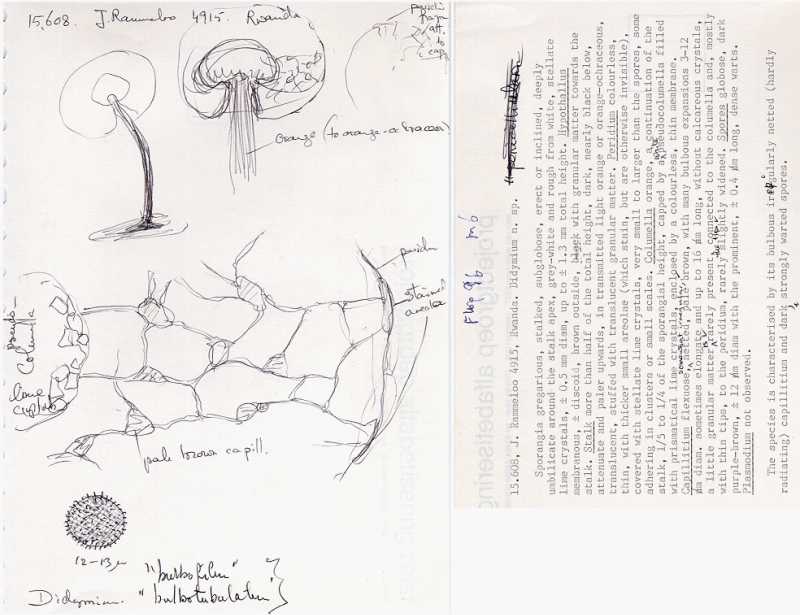 15.608. J. Rammeloo 4915. Rwanda
orange (to orange-ochraceous)
peridium
stained areolae
pseudo-
columella
lime
crystals
pale brown capill.
12-13 µ
"bulbofilu"
Didymium. "bulbotubulatum"
Flop 96 mó
projectgroep alfabetisering
15.608, J. Rammeloo 4915, Rwanda. Didymium n. sp.
Sporangia gregarious, stalked, subglobose, erect or inclined, deeply
umbilicate around the stalk apex, grey-white and rough from white, stellate
lime crystals, ± 0.5 mm diam, up to ± 1.3 mm total height. Hypothallus
membranous, ± discoid, brown outside, black with granular matter towards the
stalk. Stalk more than half of the total height, dark, nearly black below,
attenuate and paler upwards, in transmitted light orange or orange-ochraceous,
translucent, stuffed with translucent granular matter. Peridium colourless,
thin, with thicker small areolae (which stain, but are otherwise invisible),
covered with stellate lime crystals, very small to larger than the spores, some
adhering in clusters or small scales. Columella orange, a continuation of the
stalk, 1/5 to 1/4 of the sporangial height, capped by a pseudocolumella filled
with prismatical lime crystals, enclosed by a colourless, thin membrane.
Capillitium flexuose, netted, pale brown, with many bulbous expansions 3-12
µm diam, sometimes elongate and up to 16 µm long, without calcareous crystals,
a little granular matter rarely present, connected to the columella and, mostly
with thin tips, to the peridium, rarely slightly widened. Spores globose, dark
purple-brown, ± 12 µm diam with the prominent, ± 0.4 µm long, dense warts.
Plasmodium not observed.
The species is characterised by its bulbous irregularly netted (hardly
radiating) capillitium and dark, strongly warted spores.